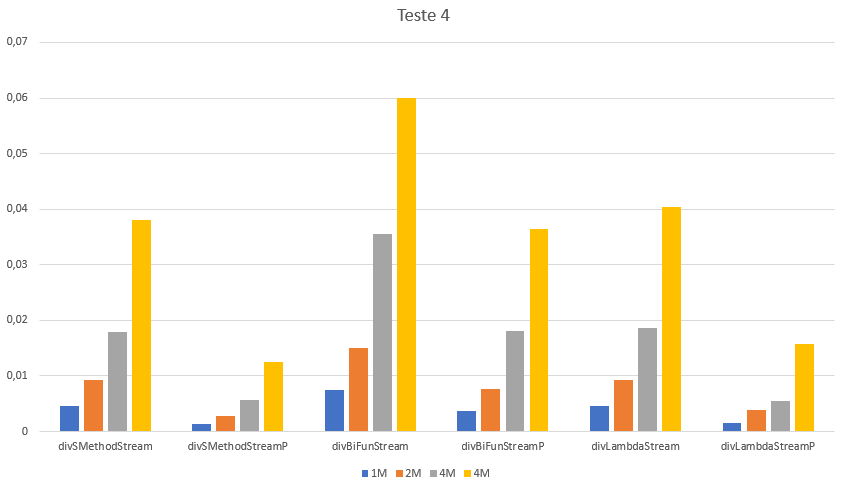 Teste 4
0,07
0,06
0,05
0,04
0,03
0,02
0,01
0
divSMethodStream divSMethodStreamP divBiFunStream divBiFunStreamP divLambdaStream divLambdaStreamP
1M 2M 4M 4M